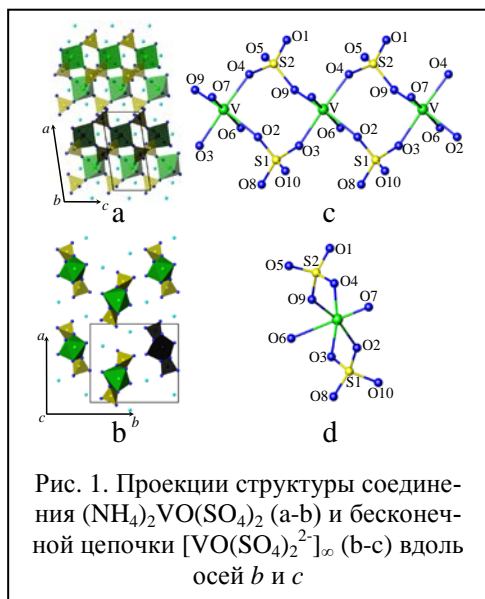 a
b
c
a
O1
O5
S2
O4
O9
O7
O9
V
O6
O2
O3
S1
O3
O8
O10
O1
O5
S2
O4
O7
O9
V
O6
O2
S1
O3
O8
O10
O4
O7
V
O6
O2
c
a
c
b
b
O1
O5
S2
O4
O9
O7
O6
O2
O3
S1
O8
O10
d
Рис. 1. Проекции структуры соедине-
ния (NH4)2VO(SO4)2 (a-b) и бесконеч-
ной цепочки [VO(SO4)2²⁻]∞ (b-c) вдоль
осей b и c